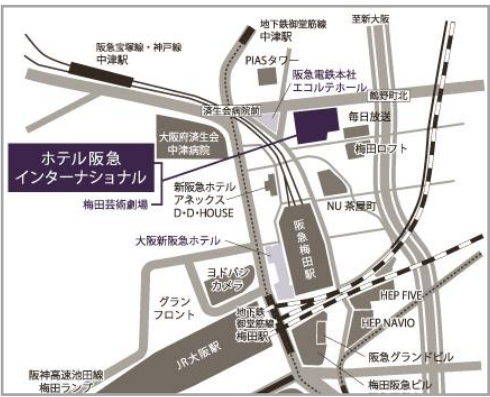 地下鉄御堂筋線
中津駅
至新大阪
阪急宝塚線・神戸線
中津駅
PIASタワー
阪急電鉄本社
エコルテホール
鶴野町北
済生会病院前
毎日放送
大阪府済生会
中津病院
梅田ロフト
ホテル阪急
インターナショナル
梅田芸術劇場
新阪急ホテル
アネックス
D・D・HOUSE
NU 茶屋町
阪急梅田駅
大阪新阪急ホテル
ヨドバシ
カメラ
グラン
フロント
HEP FIVE
地下鉄
御堂筋線
梅田駅
HEP NAVIO
JR大阪駅
阪急グランドビル
阪神高速池田線
梅田ランプ
梅田阪急ビル